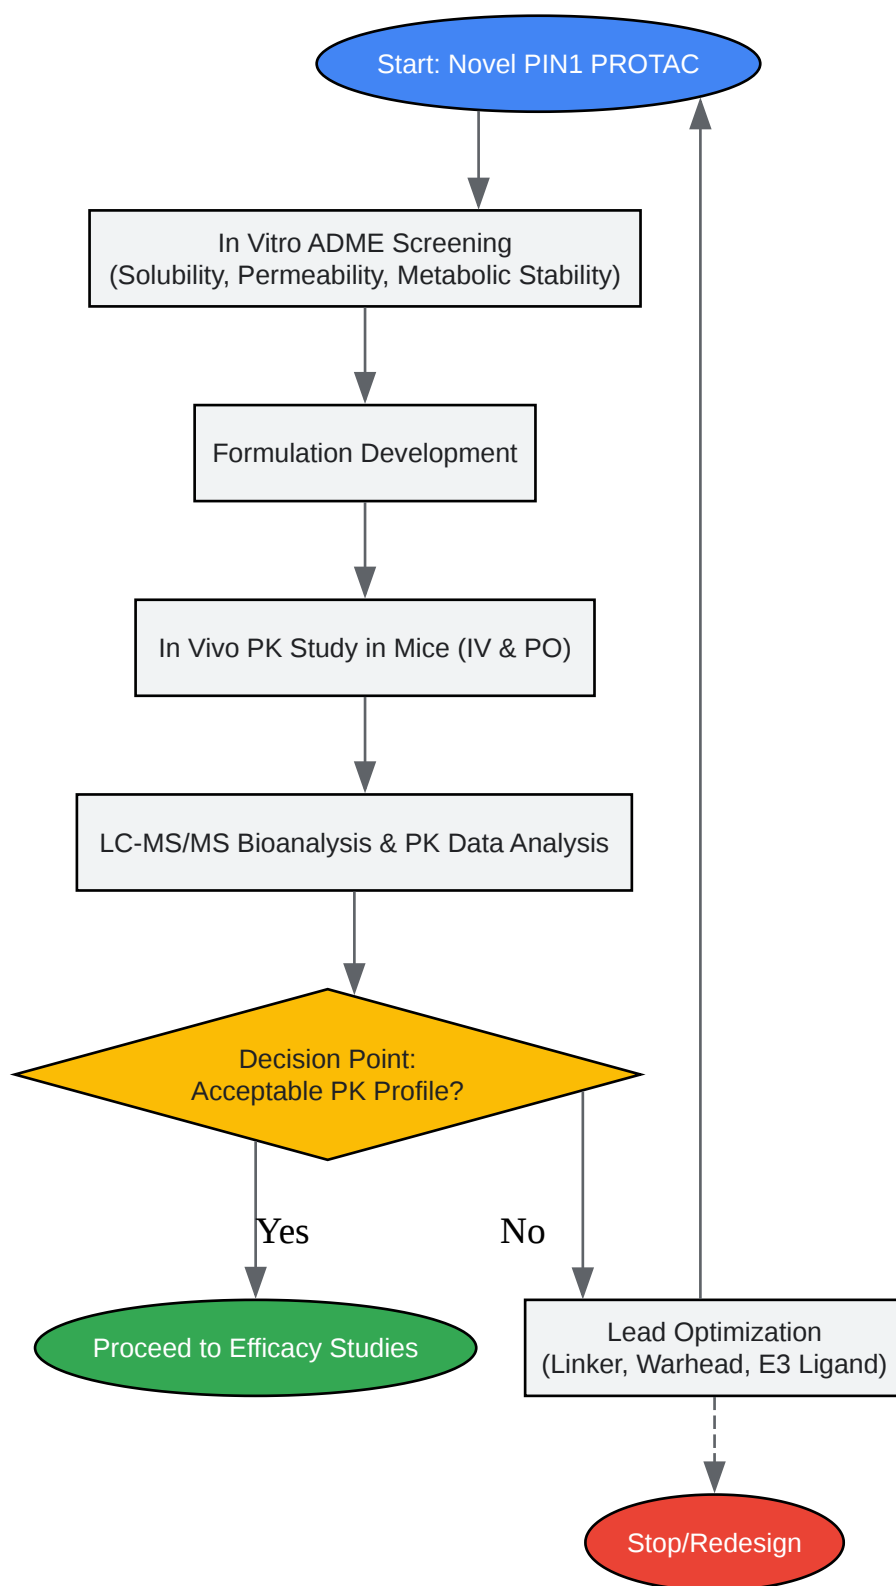 Start: Novel PIN1 PROTAC
In Vitro ADME Screening
(Solubility, Permeability, Metabolic Stability)
Formulation Development
In Vivo PK Study in Mice (IV & PO)
LC-MS/MS Bioanalysis & PK Data Analysis
Decision Point:
Acceptable PK Profile?
Yes
No
Proceed to Efficacy Studies
Lead Optimization
(Linker, Warhead, E3 Ligand)
Stop/Redesign